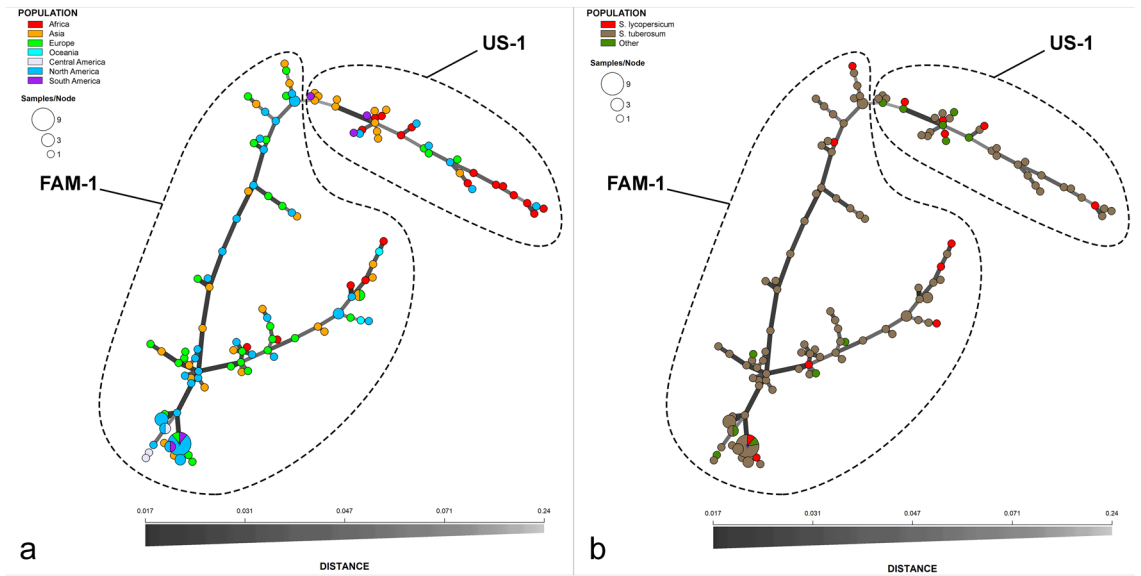 POPULATION
Africa
Asia
Europe
Oceania
Central America
North America
South America
Samples/Node
9
3
1
US-1
FAM-1
0.017 0.031 0.047 0.071 0.24
DISTANCE
a
POPULATION
S. lycopersicum
S. tuberosum
Other
Samples/Node
9
3
1
US-1
FAM-1
0.017 0.031 0.047 0.071 0.24
DISTANCE
b